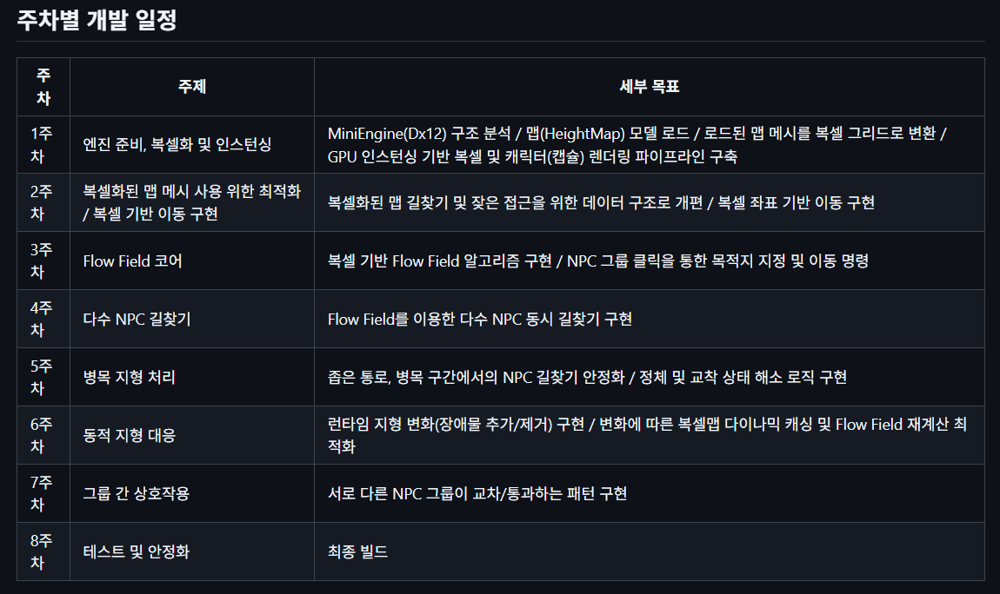 주차별 개발 일정
주
차
주제
세부 목표
1주
차
엔진 준비, 복셀화 및 인스턴싱
MiniEngine(Dx12) 구조 분석 / 맵(HeightMap) 모델 로드 / 로드된 맵 메시를 복셀 그리드로 변환 /
GPU 인스턴싱 기반 복셀 및 캐릭터(캡슐) 렌더링 파이프라인 구축
2주
차
복셀화된 맵 메시 사용 위한 최적화
/ 복셀 기반 이동 구현
복셀화된 맵 길찾기 및 잦은 접근을 위한 데이터 구조로 개편 / 복셀 좌표 기반 이동 구현
3주
차
Flow Field 코어
복셀 기반 Flow Field 알고리즘 구현 / NPC 그룹 클릭을 통한 목적지 지정 및 이동 명령
4주
차
다수 NPC 길찾기
Flow Field를 이용한 다수 NPC 동시 길찾기 구현
5주
차
병목 지형 처리
좁은 통로, 병목 구간에서의 NPC 길찾기 안정화 / 정체 및 교착 상태 해소 로직 구현
6주
차
동적 지형 대응
런타임 지형 변화(장애물 추가/제거) 구현 / 변화에 따른 복셀맵 다이나믹 캐싱 및 Flow Field 재계산 최
적화
7주
차
그룹 간 상호작용
서로 다른 NPC 그룹이 교차/통과하는 패턴 구현
8주
차
테스트 및 안정화
최종 빌드